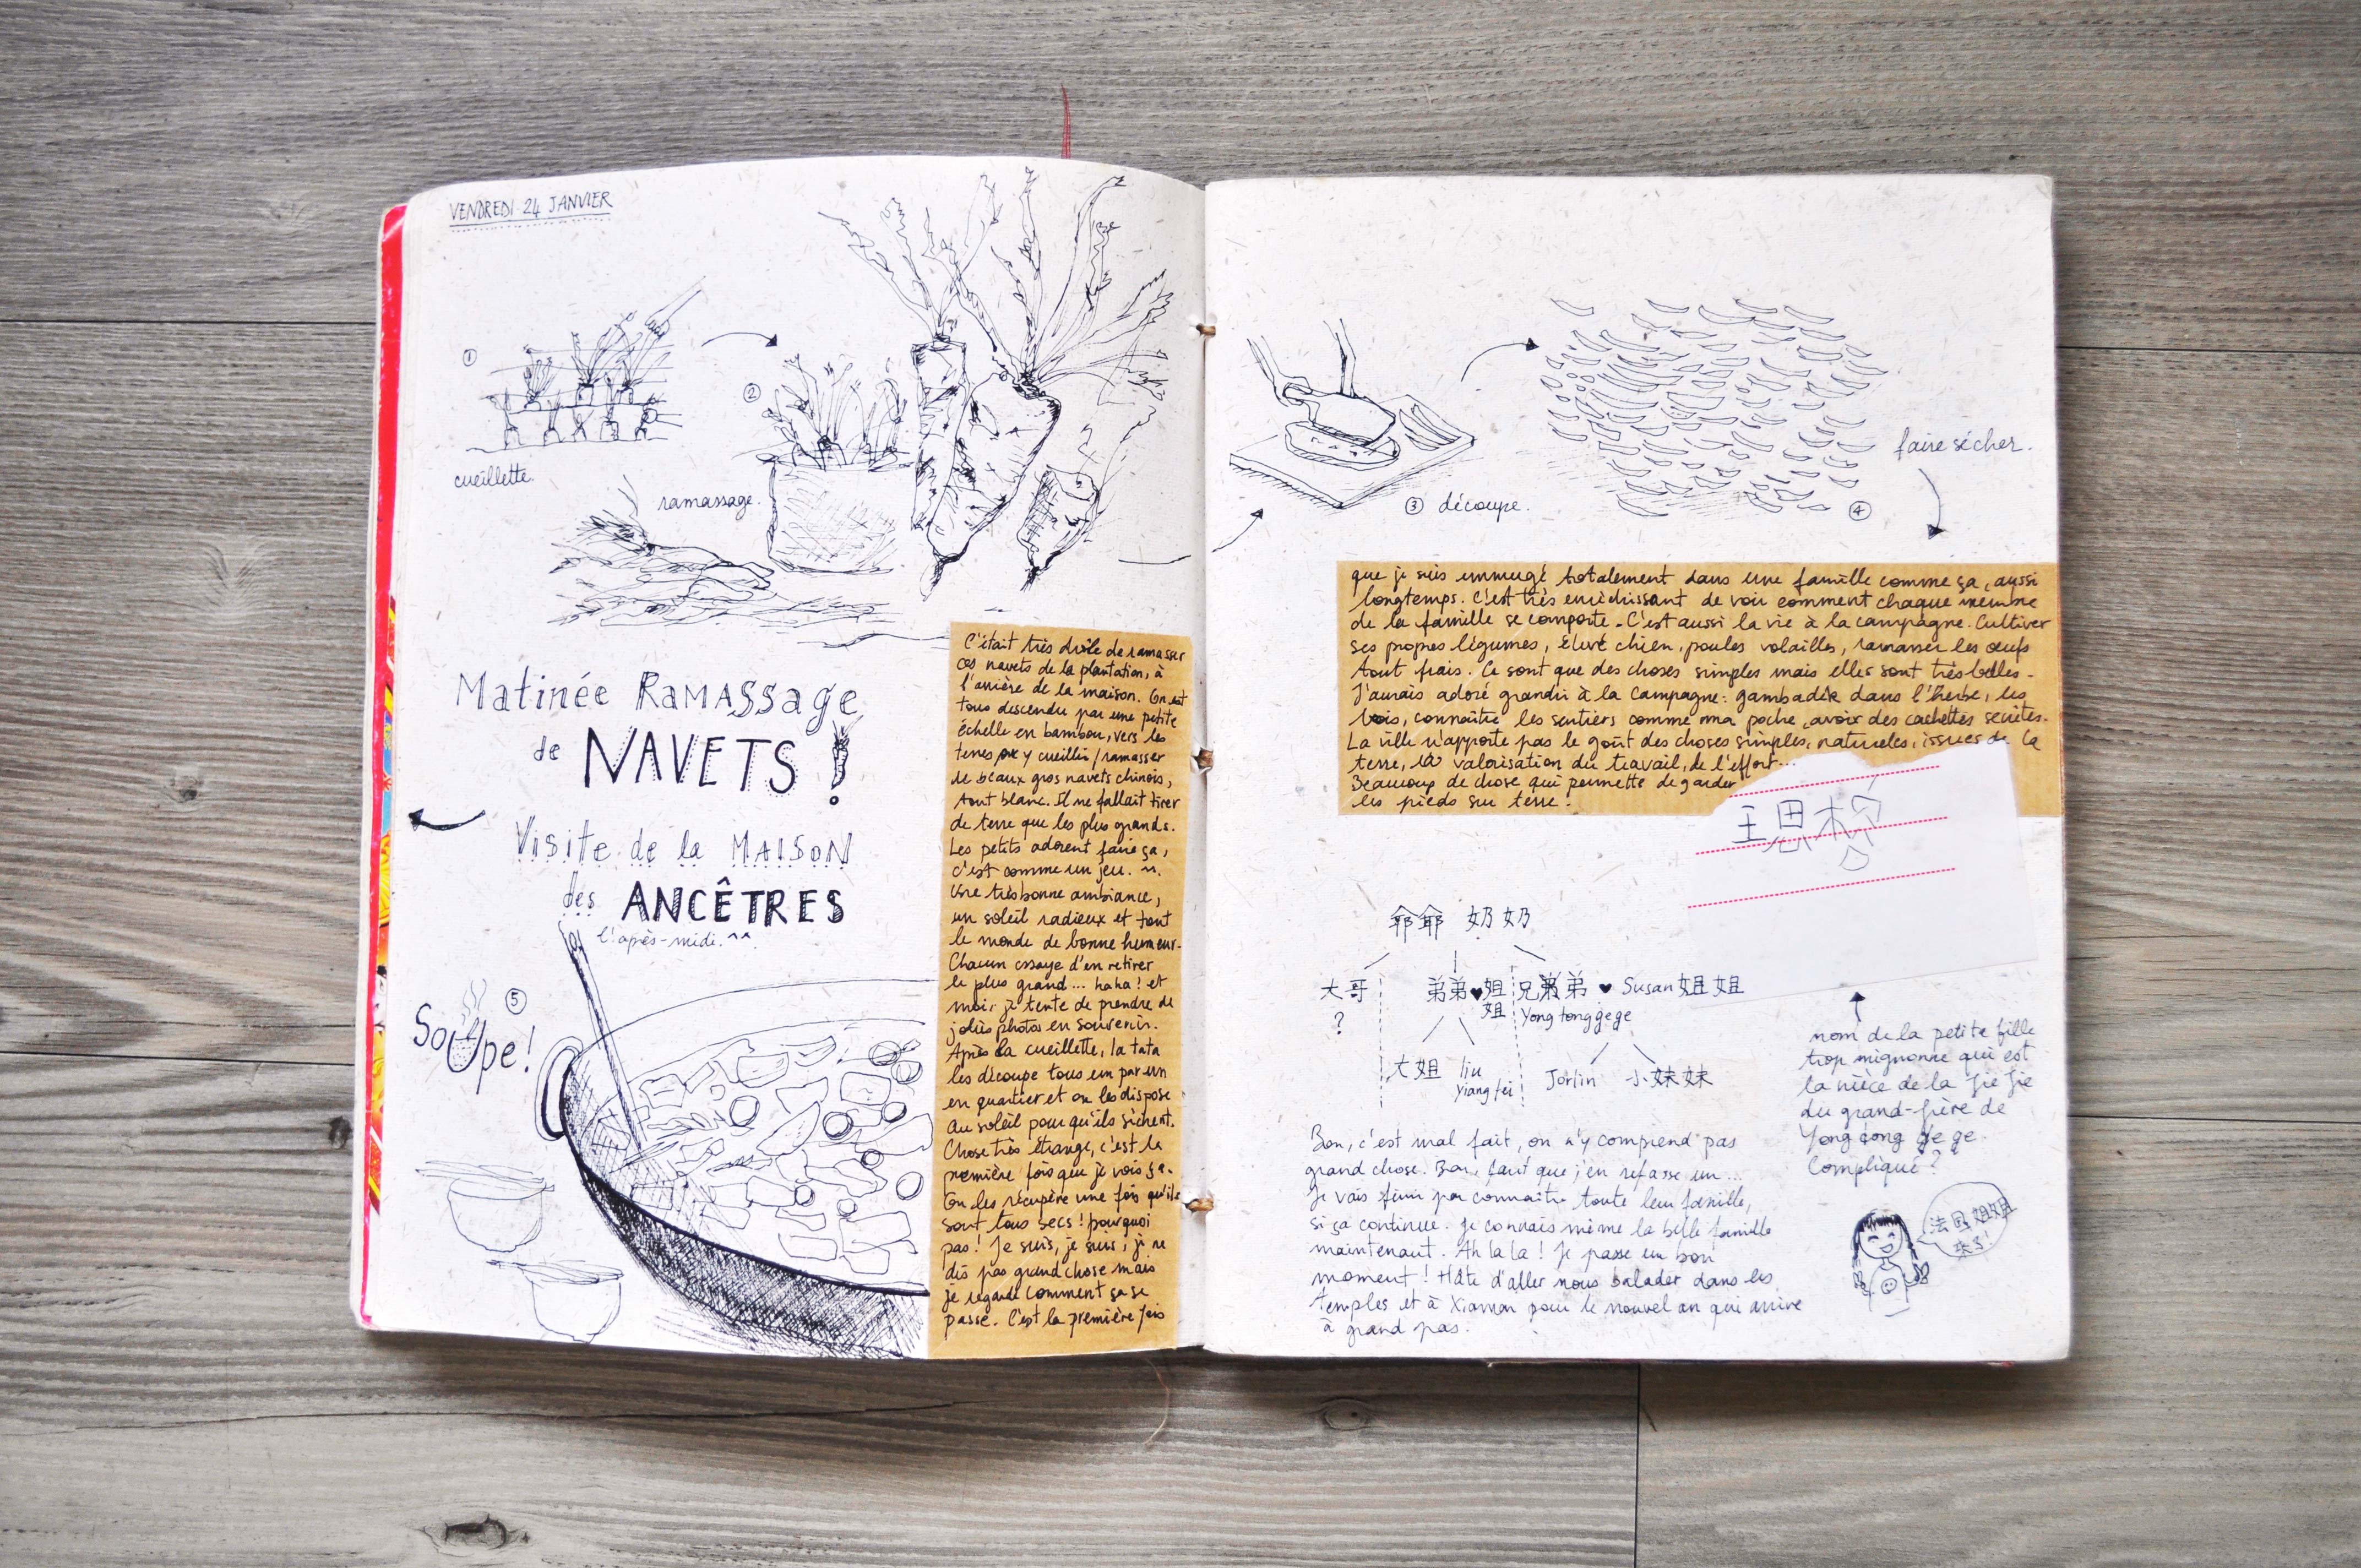 VENDREDI 24 JANVIER
①
cueillette.
②
ramassage.
Matinée RAMASSage
de NAVETS !
Visite de la MAISON
des ANCÊTRES
l'après-midi. ^^
⑤
Soupe!
C'était très drôle de ramasser
ces navets de la plantation, à
l'arrière de la maison. On est
tous descendu par une petite
échelle en bambou, vers les
terres y cueillir/ramasser
de beaux gros navets chinois,
tout blanc. Il ne fallait tirer
de terre que les plus grands.
Les petits adorent faire ça,
c'est comme un jeu. ^^.
Une très bonne ambiance,
un soleil radieux et tout
le monde de bonne humeur.
Chacun essaye d'en retirer
le plus grand... haha! et
moi, je tente de prendre de
jolies photos en souvenir.
Après la cueillette, la tata
les découpe tous un par un
en quartier et on les dispose
au soleil pour qu'ils sèchent.
Chose très étrange, c'est la
première fois que je vois ça.
On les récupère une fois qu'ils
sont tous secs! pourquoi
pas! Je suis, je suis, je ne
dis pas grand chose mais
je regarde comment ça se
passe. C'est la première fois
③ découpe.
④
faire sécher.
que je suis immergé totalement dans une famille comme ça, aussi
longtemps. C'est très enrichissant de voir comment chaque membre
de la famille se comporte. C'est aussi la vie à la campagne. Cultiver
ses propres légumes, élevé chien, poules volailles, ramasser les œufs
tout frais. Ce sont que des choses simples mais elles sont très belles.
J'aurais adoré grandir à la campagne: gambader dans l'herbe, les
bois, connaître les sentiers comme ma poche, avoir des cachettes secrètes.
La ville n'apporte pas le goût des choses simples, naturelles, issues de la
terre, la valorisation du travail, de l'effort...
Beaucoup de chose qui permette de garder
les pieds sur terre.
王思
爷爷 奶奶
大哥
?
弟弟♥姐姐
兄弟 ♥ Susan 姐姐
Yong tong gege
大姐
liu
Jorlin
小妹妹
nom de la petite fille
trop mignonne qui est
la nièce de la Jie Jie
du grand-frère de
Yong gege.
Compliqué?
Bon, c'est mal fait, on n'y comprend pas
grand chose. Bon, faut que j'en refasse un...
Je vais finir par connaître toute leur famille,
si ça continue. Je connais même la belle famille
maintenant. Ah la la! Je passe un bon
moment! Hâte d'aller nous balader dans les
temples et à Xiamen pour le nouvel an qui arrive
à grand pas.
法国姐姐
来了!